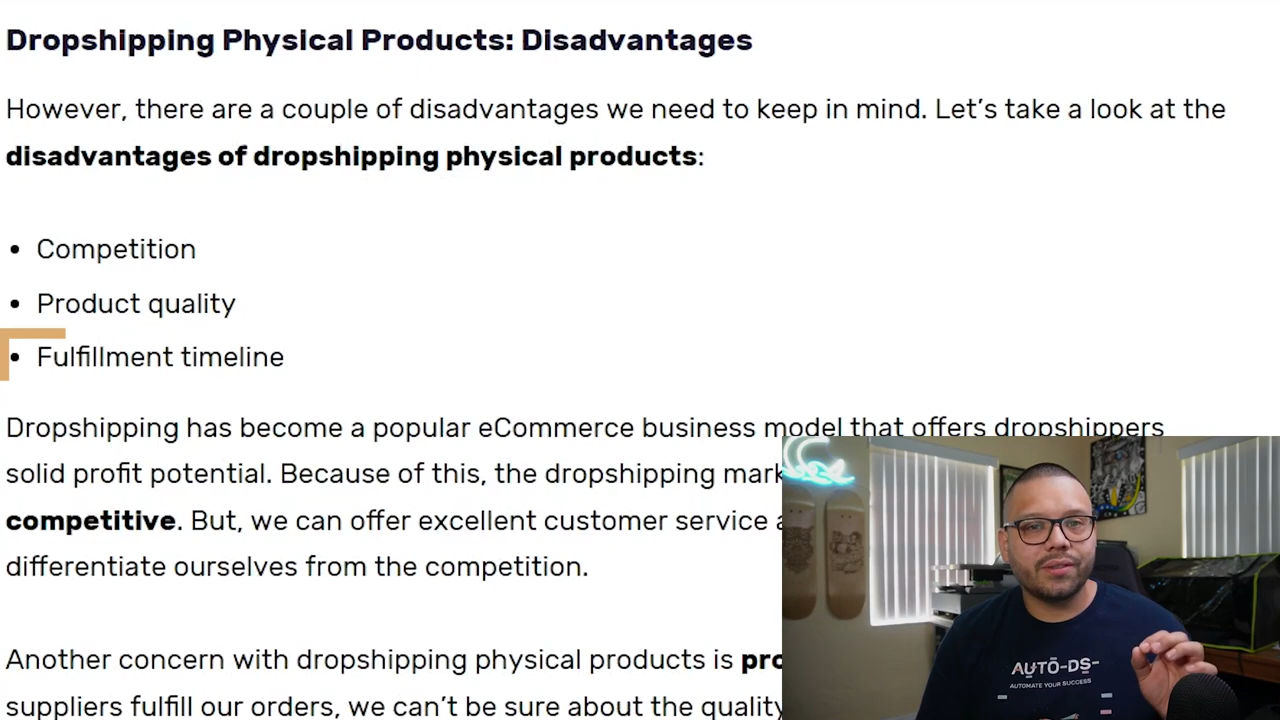 Dropshipping Physical Products: Disadvantages
However, there are a couple of disadvantages we need to keep in mind. Let's take a look at the
disadvantages of dropshipping physical products:
• Competition
• Product quality
• Fulfillment timeline
Dropshipping has become a popular eCommerce business model that offers dropshippers
solid profit potential. Because of this, the dropshipping
competitive. But, we can offer excellent customer service
differentiate ourselves from the competition.
Another concern with dropshipping physical products is
suppliers fulfill our orders, we can't be sure about the quality
AUTO-DS-
AUTOMATE YOUR SUCCESS